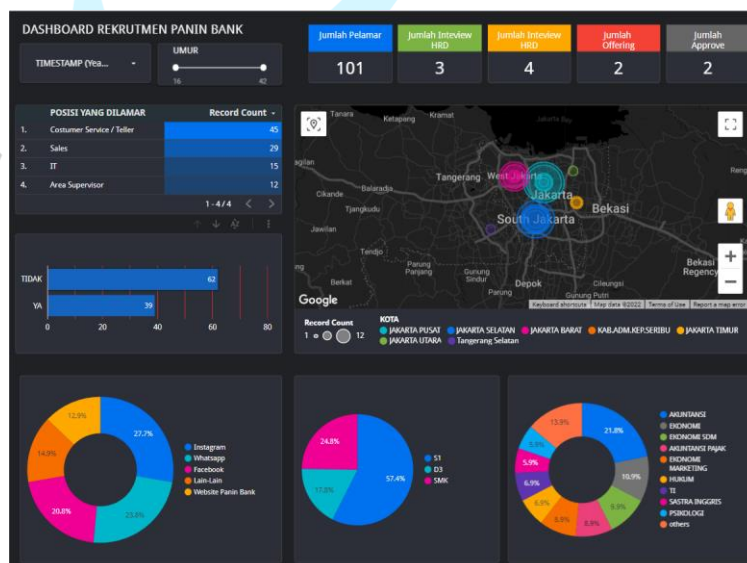 DASHBOARD REKRUTMEN PANIN BANK
TIMESTAMP (Yea...
UMUR
16 42
Jumlah Pelamar
101
Jumlah Inteview HRD
3
Jumlah Inteview HRD
4
Jumlah Offering
2
Jumlah Approve
2
POSISI YANG DILAMAR Record Count
1. Costumer Service / Teller 45
2. Sales 29
3. IT 15
4. Area Supervisor 12
1-4/4
TIDAK 62
YA 39
0 20 40 60 80
Tanara
Ketapang
Kramat
Jakarta Bay
Cikande
Balaraja
Tangerang
West Jakarta
Jakarta
Bekasi
Tjangkudu
South Jakarta
Jawilan
Tendjo
Parung Panjang
Gunung Sindur
Depok
Cileungsi
Bekasi Regency
Berkat
Parung
Gunung Putri
Google
Keyboard shortcuts
Map data ©2022
Terms of Use
Report a map error
Record Count
1 12
KOTA
JAKARTA PUSAT
JAKARTA SELATAN
JAKARTA BARAT
KAB.ADM.KEP.SERIBU
JAKARTA TIMUR
JAKARTA UTARA
Tangerang Selatan
12.9%
27.7%
14.9%
20.8%
23.8%
Instagram
Whatsapp
Facebook
Lain-Lain
Website Panin Bank
24.8%
57.4%
17.8%
S1
D3
SMK
13.9%
21.8%
5.9%
5.9%
10.9%
6.9%
6.9%
8.9%
8.9%
9.9%
AKUNTANSI
EKONOMI
EKONOMI SDM
AKUNTANSI PAJAK
EKONOMI MARKETING
HUKUM
TI
SASTRA INGGRIS
PSIKOLOGI
others